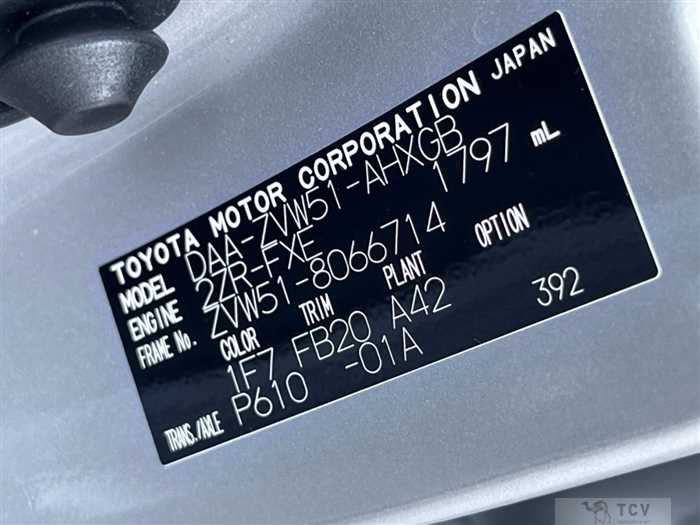 TOYOTA MOTOR CORPORATION JAPAN
MODEL DAA-ZVW51-AHXGB
ENGINE 2ZR-FXE 1797 mL
FRAME No. ZVW51-8066714
COLOR TRIM PLANT OPTION
1F7 FB20 A42 392
TRANS./AXLE P610 -01A
TCV